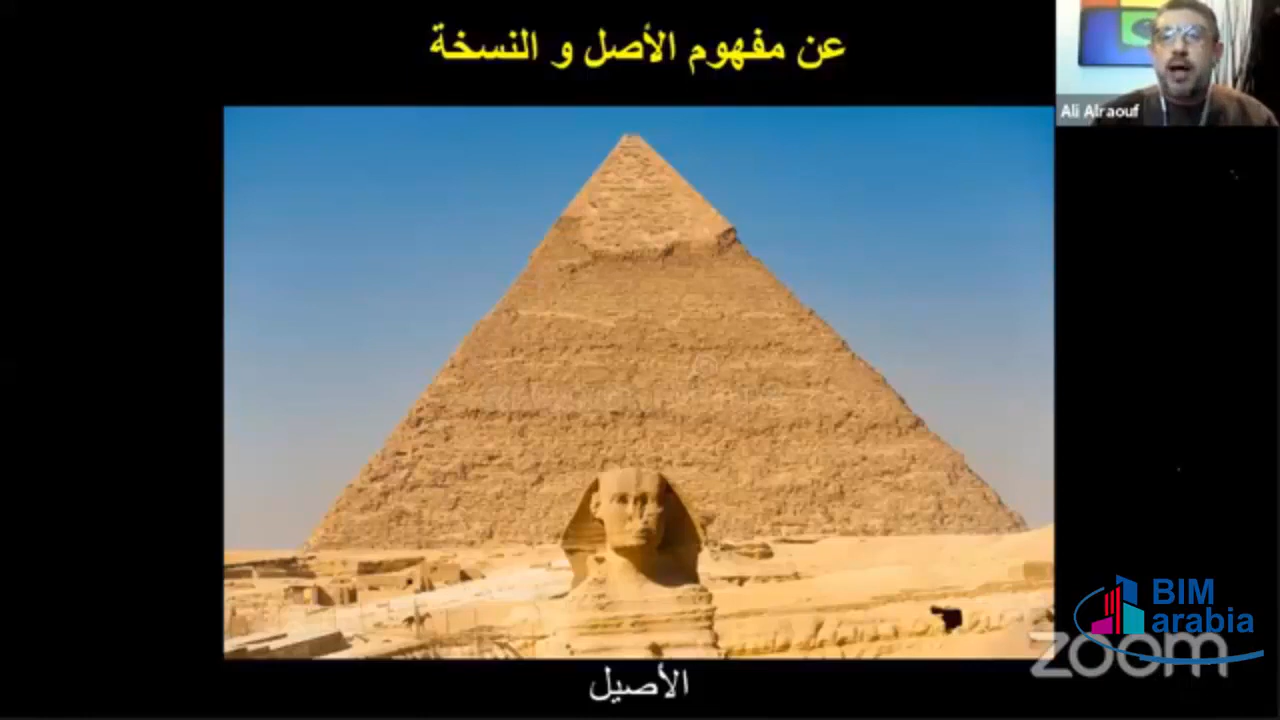 عن مفهوم الأصل و النسخة
Ali Alraouf
الأصيل
BIM
arabia
zoom